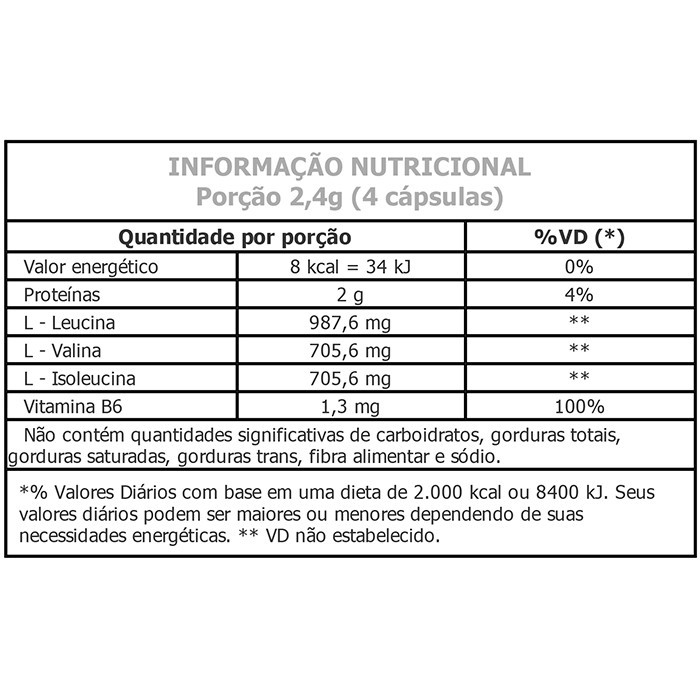 INFORMAÇÃO NUTRICIONAL
Porção 2,4g (4 cápsulas)
Quantidade por porção %VD (*)
Valor energético 8 kcal = 34 kJ 0%
Proteínas 2 g 4%
L - Leucina 987,6 mg **
L - Valina 705,6 mg **
L - Isoleucina 705,6 mg **
Vitamina B6 1,3 mg 100%
Não contém quantidades significativas de carboidratos, gorduras totais,
gorduras saturadas, gorduras trans, fibra alimentar e sódio.
*% Valores Diários com base em uma dieta de 2.000 kcal ou 8400 kJ. Seus
valores diários podem ser maiores ou menores dependendo de suas
necessidades energéticas. ** VD não estabelecido.